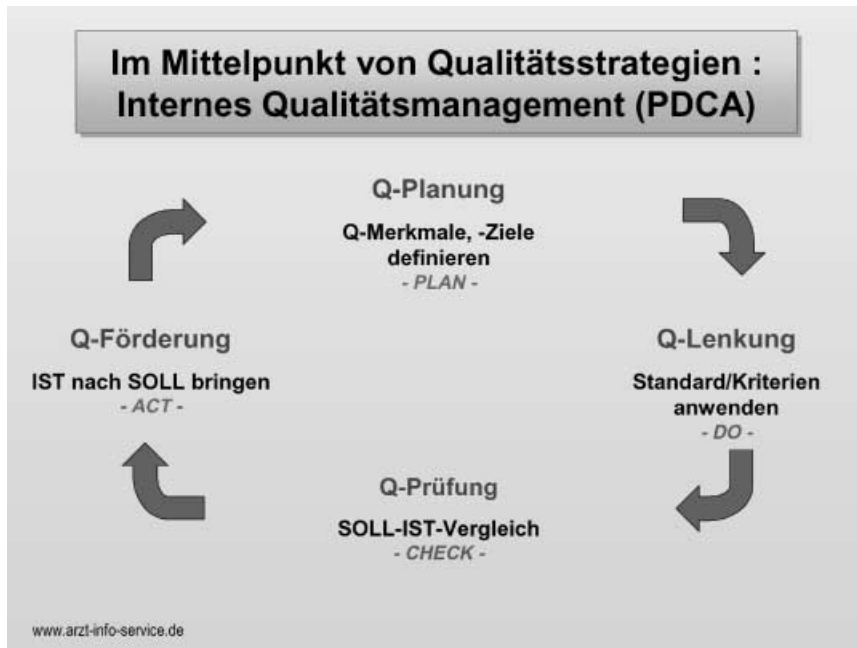 Im Mittelpunkt von Qualitätsstrategien :
Internes Qualitätsmanagement (PDCA)
Q-Planung
Q-Merkmale, -Ziele
definieren
- PLAN -
Q-Förderung
IST nach SOLL bringen
- ACT -
Q-Lenkung
Standard/Kriterien
anwenden
- DO -
Q-Prüfung
SOLL-IST-Vergleich
- CHECK -
www.arzt-info-service.de